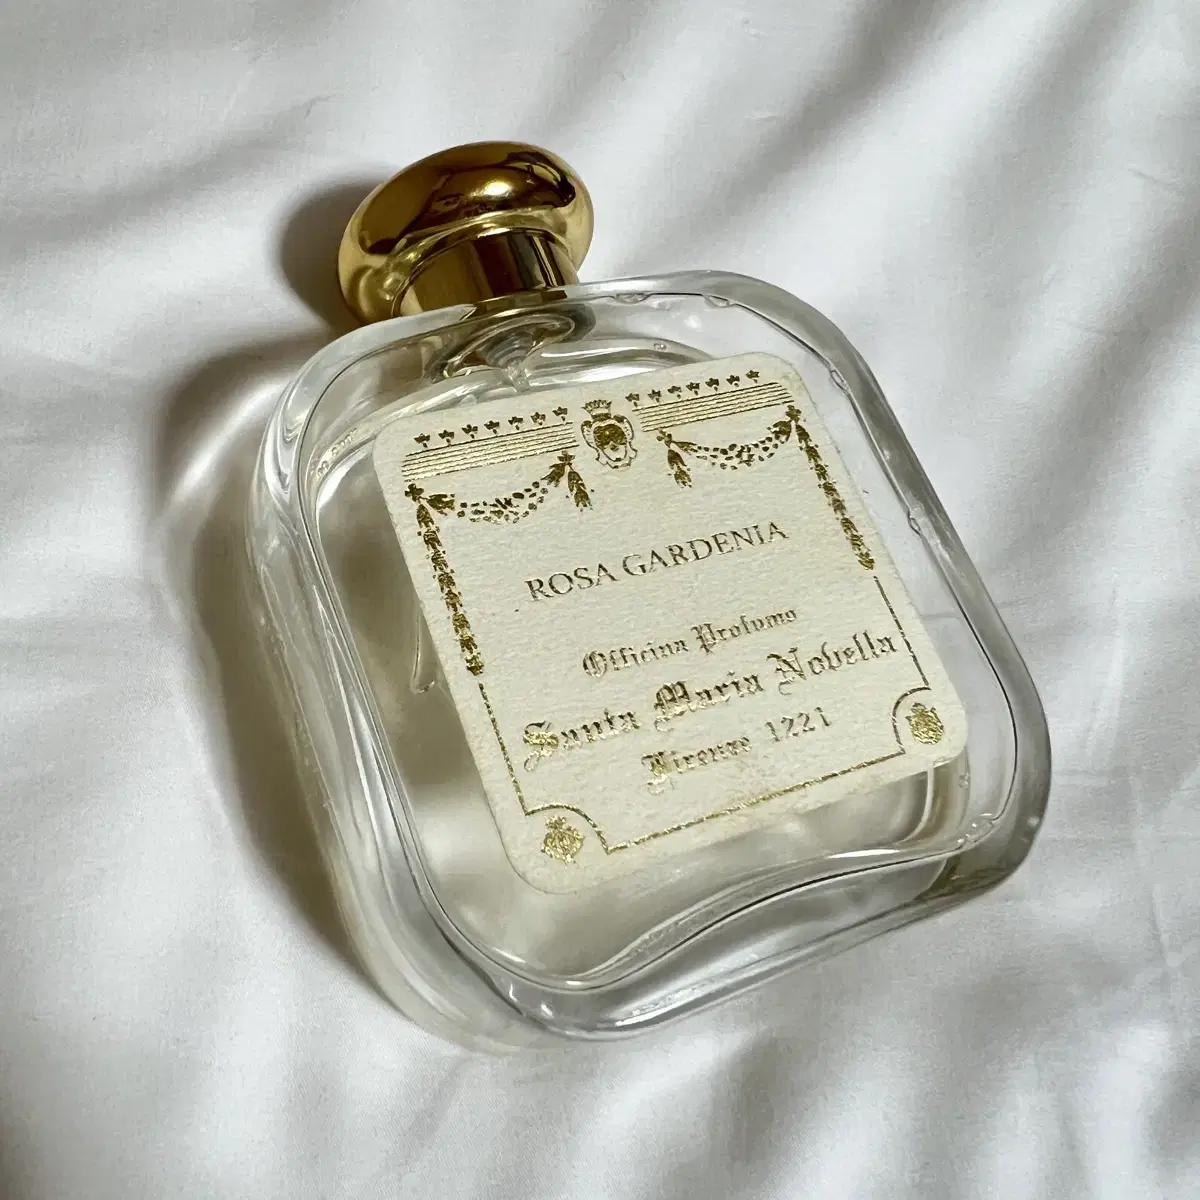 ROSA GARDENIA
Officina Profumo
Santa Maria Novella
Firenze 1221